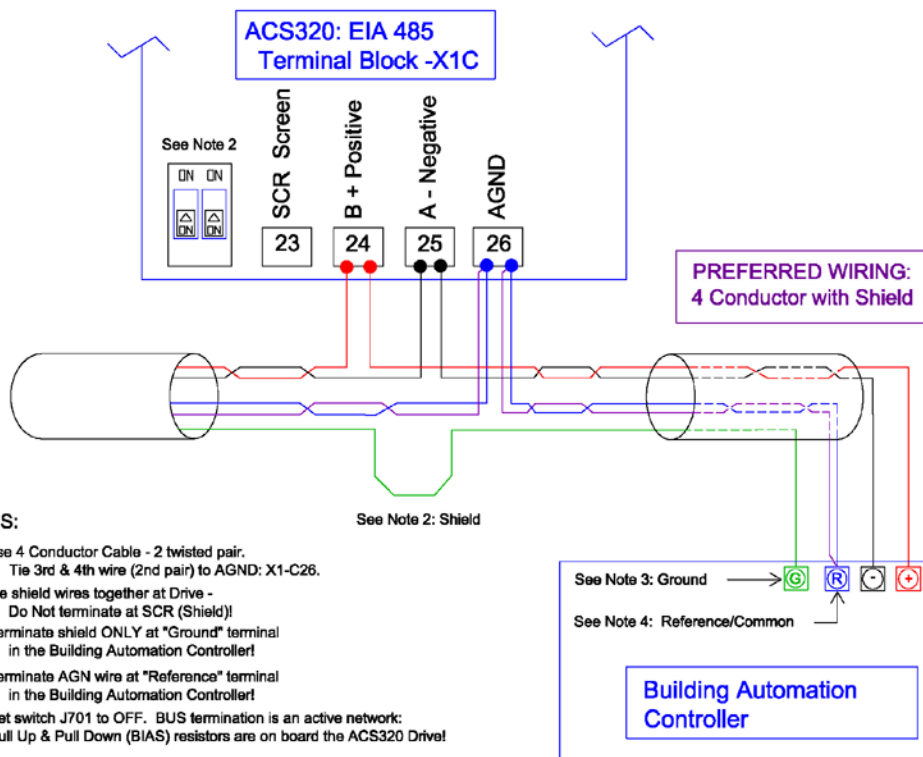 ACS320: EIA 485
Terminal Block -X1C
See Note 2
ON ON
ON ON
SCR Screen
B + Positive
A - Negative
AGND
23
24
25
26
PREFERRED WIRING:
4 Conductor with Shield
See Note 2: Shield
S:
se 4 Conductor Cable - 2 twisted pair.
Tie 3rd & 4th wire (2nd pair) to AGND: X1-C26.
e shield wires together at Drive -
Do Not terminate at SCR (Shield)!
erminate shield ONLY at "Ground" terminal
in the Building Automation Controller!
erminate AGN wire at "Reference" terminal
in the Building Automation Controller!
et switch J701 to OFF. BUS termination is an active network:
ull Up & Pull Down (BIAS) resistors are on board the ACS320 Drive!
See Note 3: Ground
G R - +
See Note 4: Reference/Common
Building Automation
Controller